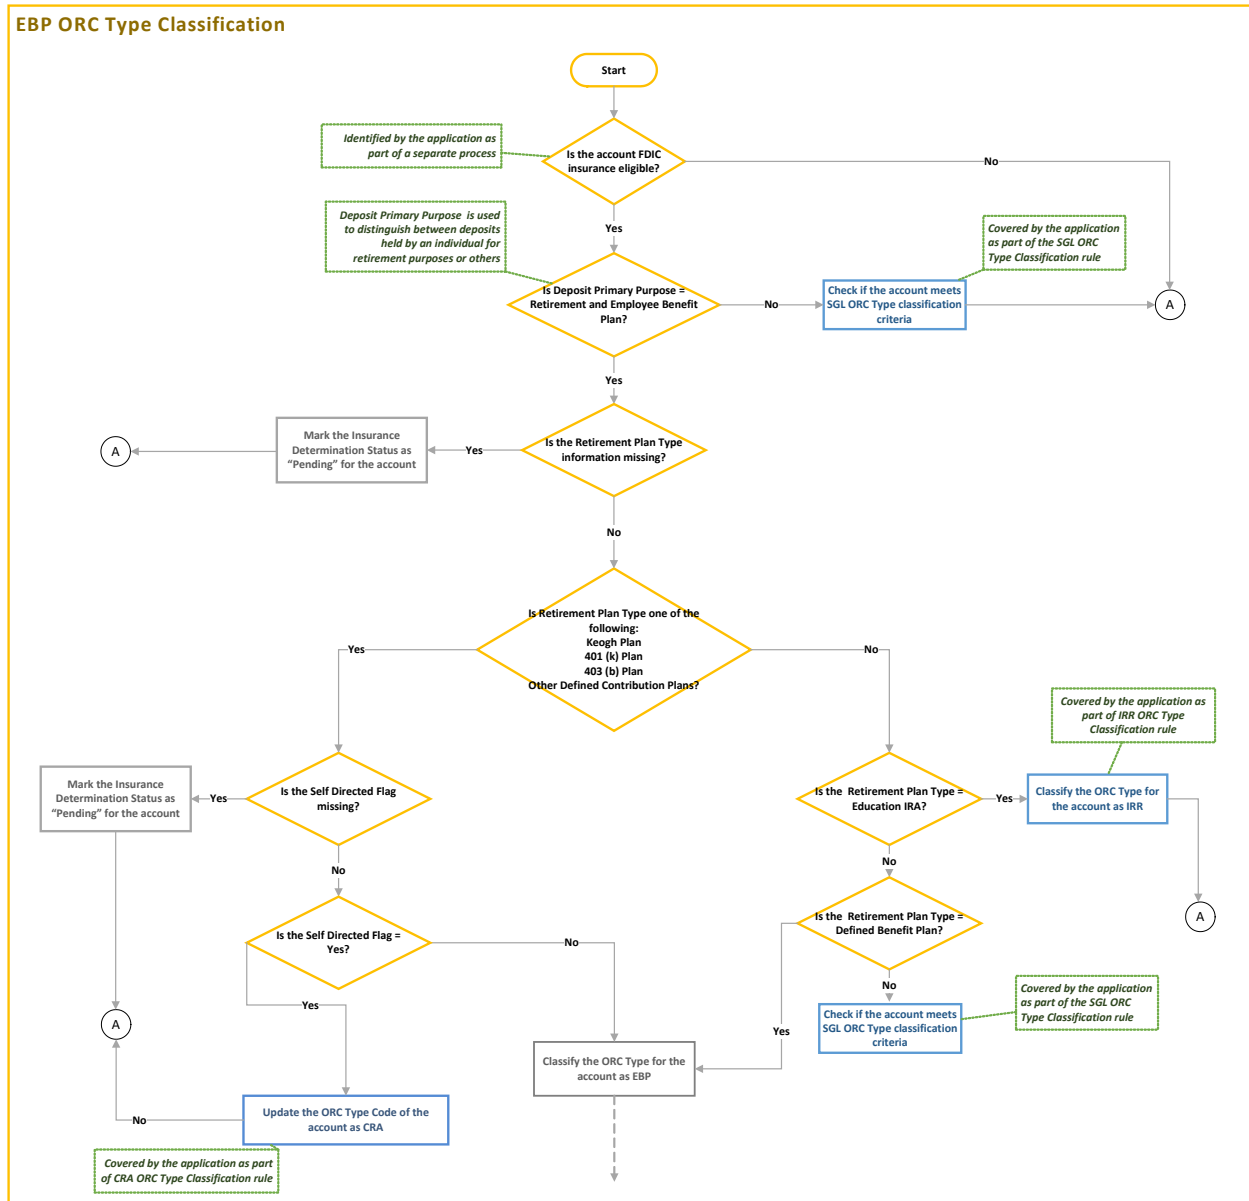 EBP ORC Type Classification
Start
Identified by the application as
part of a separate process
Is the account FDIC
insurance eligible?
No
Yes
Deposit Primary Purpose is used
to distinguish between deposits
held by an individual for
retirement purposes or others
Covered by the application
as part of the SGL ORC
Type Classification rule
Is Deposit Primary Purpose =
Retirement and Employee Benefit
Plan?
No
Check if the account meets
SGL ORC Type classification
criteria
A
Yes
Mark the Insurance
Determination Status as
“Pending” for the account
A
Yes
Is the Retirement Plan Type
information missing?
No
Is Retirement Plan Type one of the
following:
Keogh Plan
401 (k) Plan
403 (b) Plan
Other Defined Contribution Plans?
Yes
No
Covered by the application as
part of IRR ORC Type
Classification rule
Mark the Insurance
Determination Status as
“Pending” for the account
Yes
Is the Self Directed Flag
missing?
Is the Retirement Plan Type =
Education IRA?
Yes
Classify the ORC Type for
the account as IRR
No
No
Is the Self Directed Flag =
Yes?
No
Is the Retirement Plan Type =
Defined Benefit Plan?
A
Yes
No
Covered by the application
as part of the SGL ORC
Type Classification rule
A
Check if the account meets
SGL ORC Type classification
criteria
Yes
Classify the ORC Type for the
account as EBP
No
Update the ORC Type Code of the
account as CRA
Covered by the application as part
of CRA ORC Type Classification rule